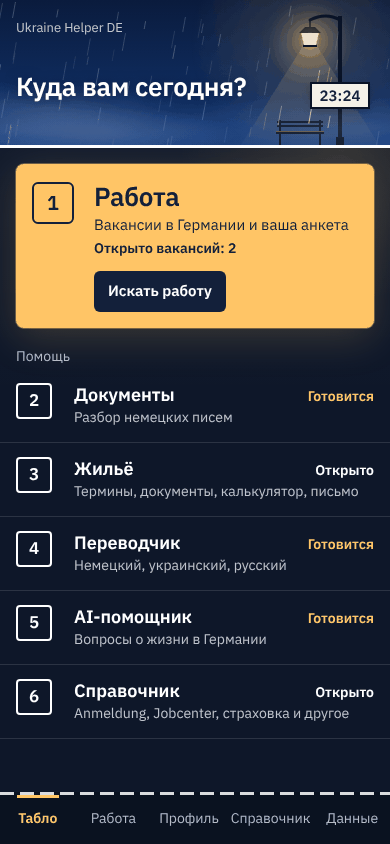 Ukraine Helper DE
Куда вам сегодня?
23:24
1
Работа
Вакансии в Германии и ваша анкета
Открыто вакансий: 2
Искать работу
Помощь
2
Документы
Готовится
Разбор немецких писем
3
Жильё
Открыто
Термины, документы, калькулятор, письмо
4
Переводчик
Готовится
Немецкий, украинский, русский
5
AI-помощник
Готовится
Вопросы о жизни в Германии
6
Справочник
Открыто
Anmeldung, Jobcenter, страховка и другое
Табло Работа Профиль Справочник Данные